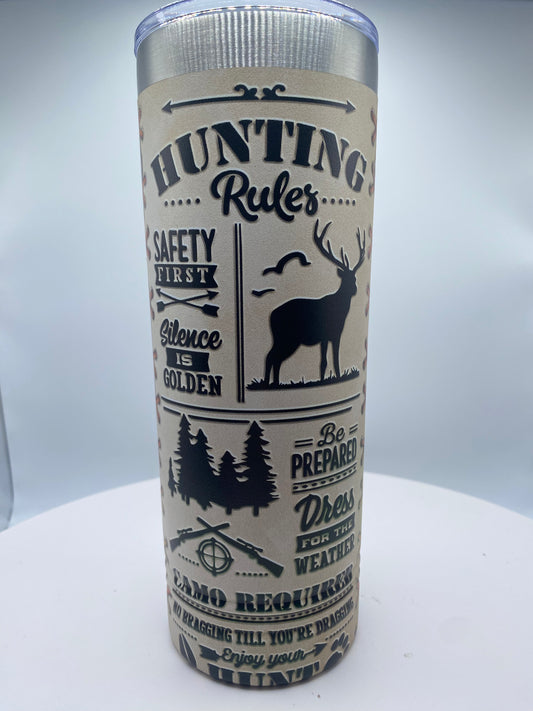 HUNTING
Rules
SAFETY
FIRST
Silence
IS
GOLDEN
Be
PREPARED
Dress
FOR THE
WEATHER
CAMO REQUIRED
NO BRAGGING TILL YOU'RE DRAGGING
Enjoy your
HUNT